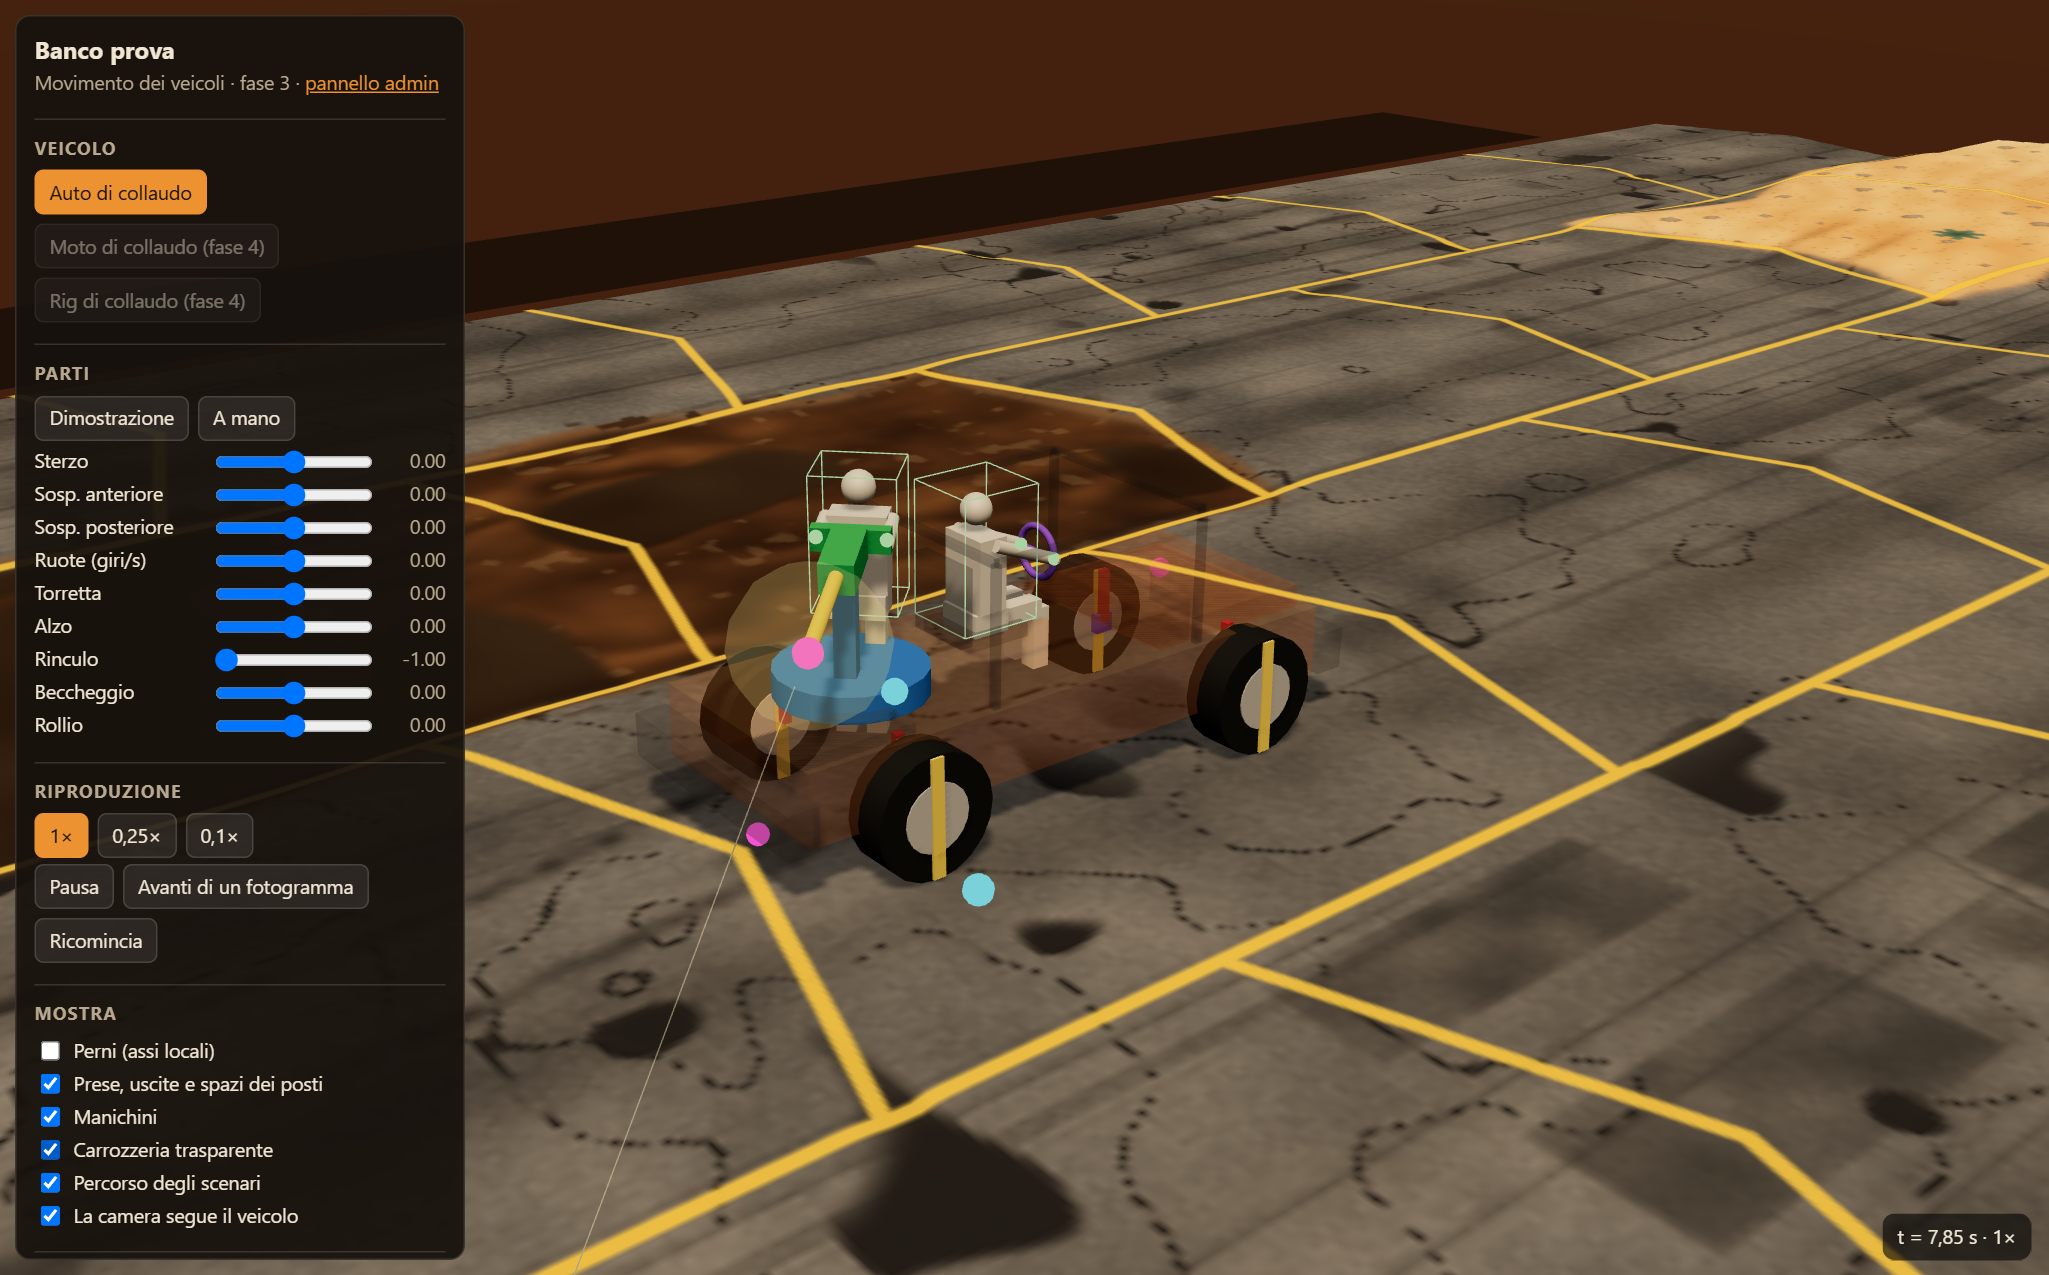 Banco prova
Movimento dei veicoli · fase 3 · pannello admin
VEICOLO
Auto di collaudo
Moto di collaudo (fase 4)
Rig di collaudo (fase 4)
PARTI
Dimostrazione A mano
Sterzo 0.00
Sosp. anteriore 0.00
Sosp. posteriore 0.00
Ruote (giri/s) 0.00
Torretta 0.00
Alzo 0.00
Rinculo -1.00
Beccheggio 0.00
Rollio 0.00
RIPRODUZIONE
1× 0,25× 0,1×
Pausa Avanti di un fotogramma
Ricomincia
MOSTRA
Perni (assi locali)
Prese, uscite e spazi dei posti
Manichini
Carrozzeria trasparente
Percorso degli scenari
La camera segue il veicolo
t = 7,85 s · 1×